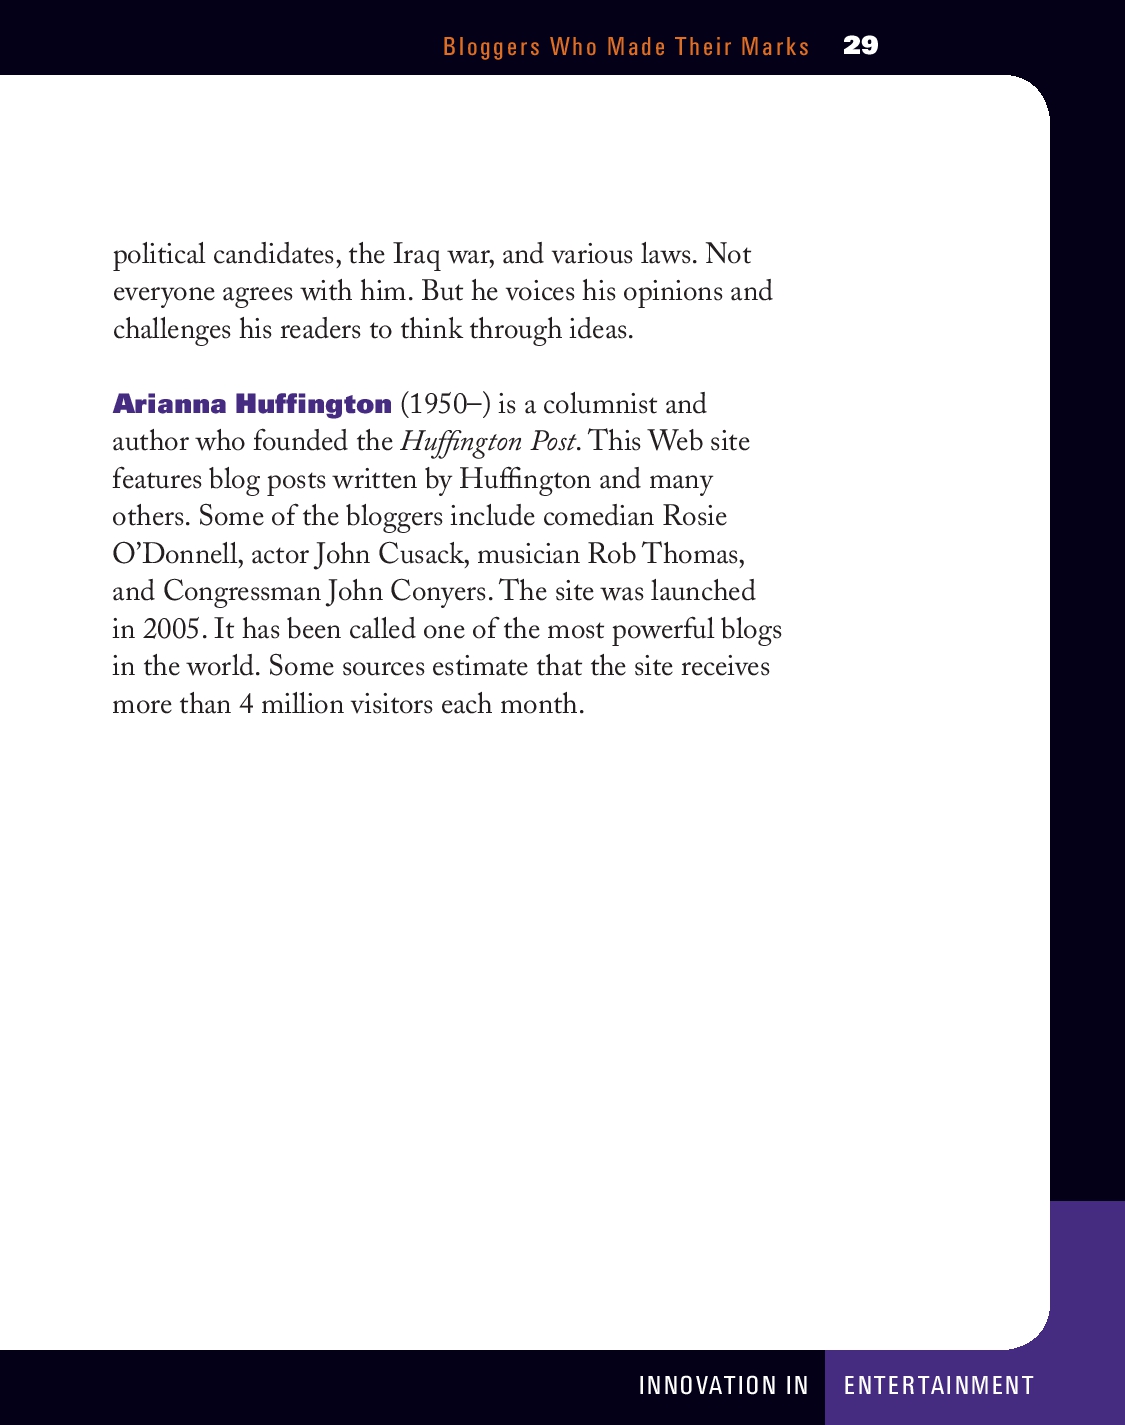 Bloggers Who Made Their Marks 29
political candidates, the Iraq war, and various laws. Not
everyone agrees with him. But he voices his opinions and
challenges his readers to think through ideas.
Arianna Huffington (1950–) is a columnist and
author who founded the Huffington Post. This Web site
features blog posts written by Huffington and many
others. Some of the bloggers include comedian Rosie
O’Donnell, actor John Cusack, musician Rob Thomas,
and Congressman John Conyers. The site was launched
in 2005. It has been called one of the most powerful blogs
in the world. Some sources estimate that the site receives
more than 4 million visitors each month.
INNOVATION IN ENTERTAINMENT